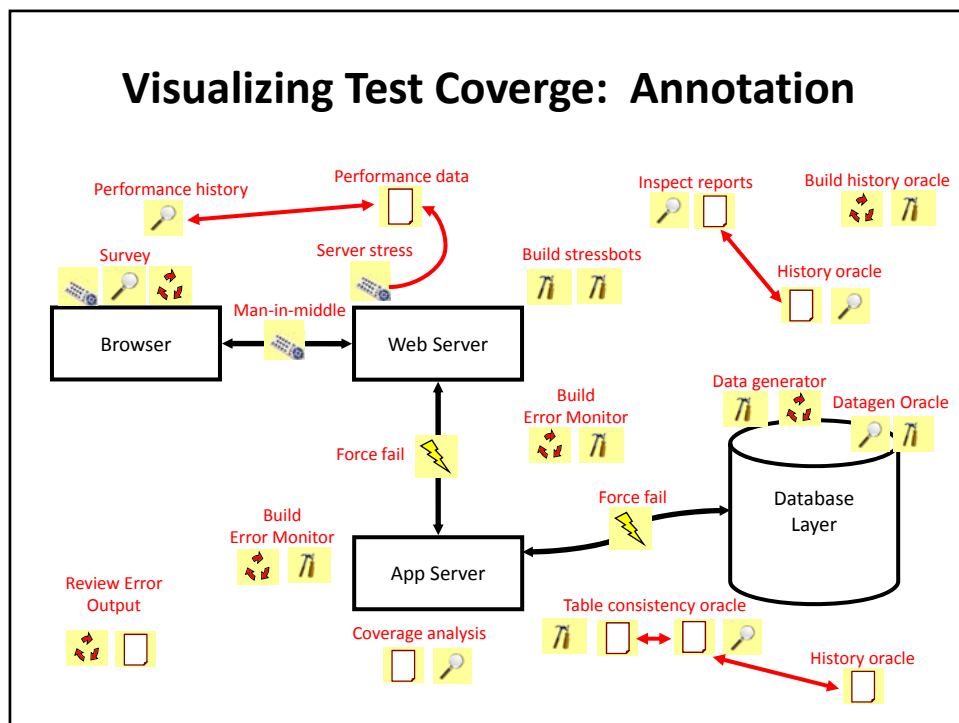 Visualizing Test Coverge:  Annotation
Performance history
Performance data
Inspect reports
Build history oracle
Survey
Server stress
Build stressbots
History oracle
Man-in-middle
Browser
Web Server
Data generator
Datagen Oracle
Build
Error Monitor
Force fail
Force fail
Database
Layer
Build
Error Monitor
App Server
Review Error
Output
Table consistency oracle
Coverage analysis
History oracle